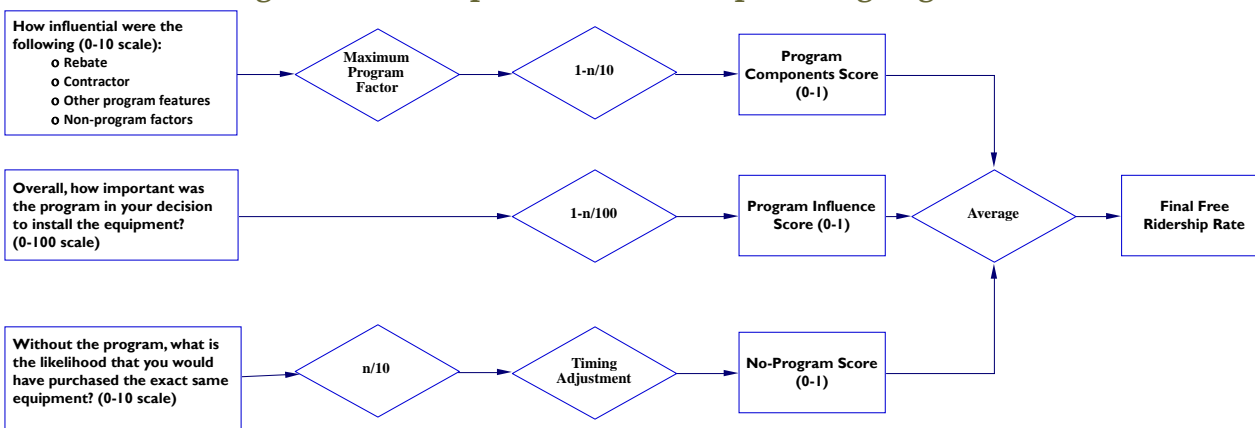 How influential were the
following (0-10 scale):
o Rebate
o Contractor
o Other program features
o Non-program factors
Maximum
Program
Factor
1-n/10
Program
Components Score
(0-1)
Overall, how important was
the program in your decision
to install the equipment?
(0-100 scale)
1-n/100
Program Influence
Score (0-1)
Average
Final Free
Ridership Rate
Without the program, what is
the likelihood that you would
have purchased the exact same
equipment? (0-10 scale)
n/10
Timing
Adjustment
No-Program Score
(0-1)